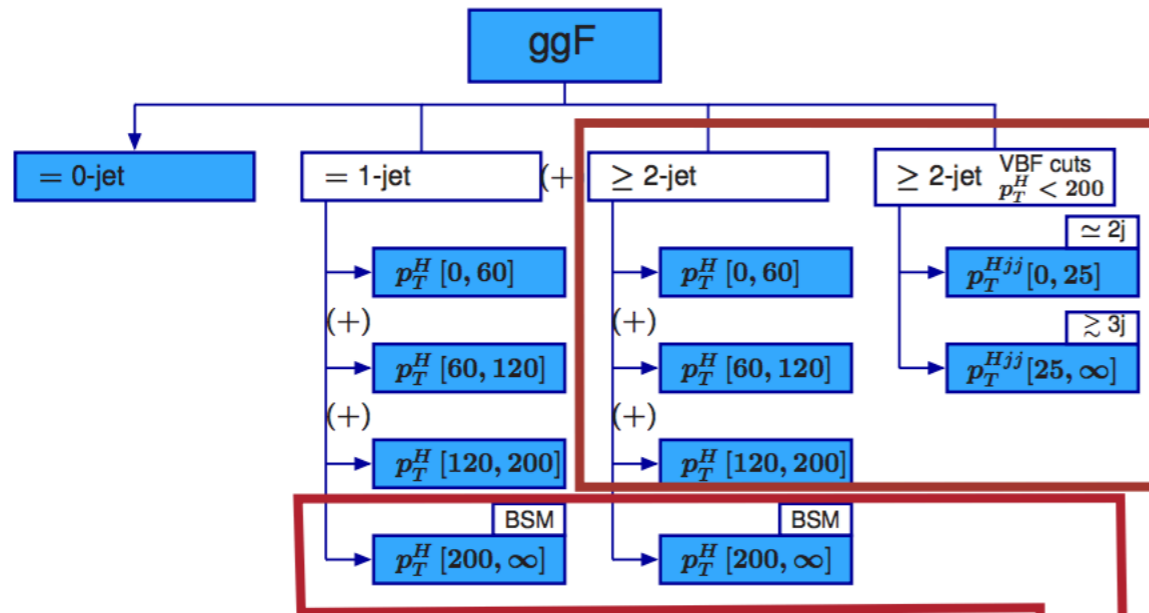 ggF
= 0-jet
= 1-jet
(+)
≥ 2-jet
≥ 2-jet VBF cuts
p_T^H < 200
p_T^H [0, 60]
(+)
p_T^H [60, 120]
(+)
p_T^H [120, 200]
BSM
p_T^H [200, ∞]
p_T^H [0, 60]
(+)
p_T^H [60, 120]
(+)
p_T^H [120, 200]
BSM
p_T^H [200, ∞]
≃ 2j
p_T^{Hjj} [0, 25]
≳ 3j
p_T^{Hjj} [25, ∞]